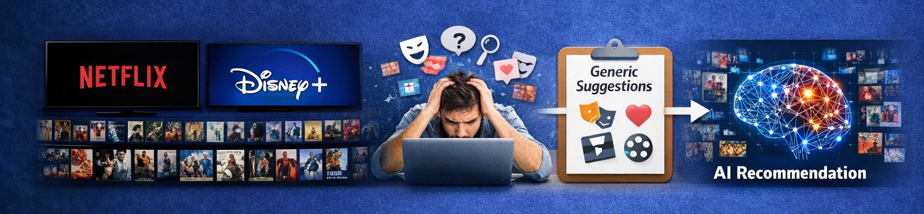 NETFLIX
Disney+
?
Generic
Suggestions
AI Recommendation